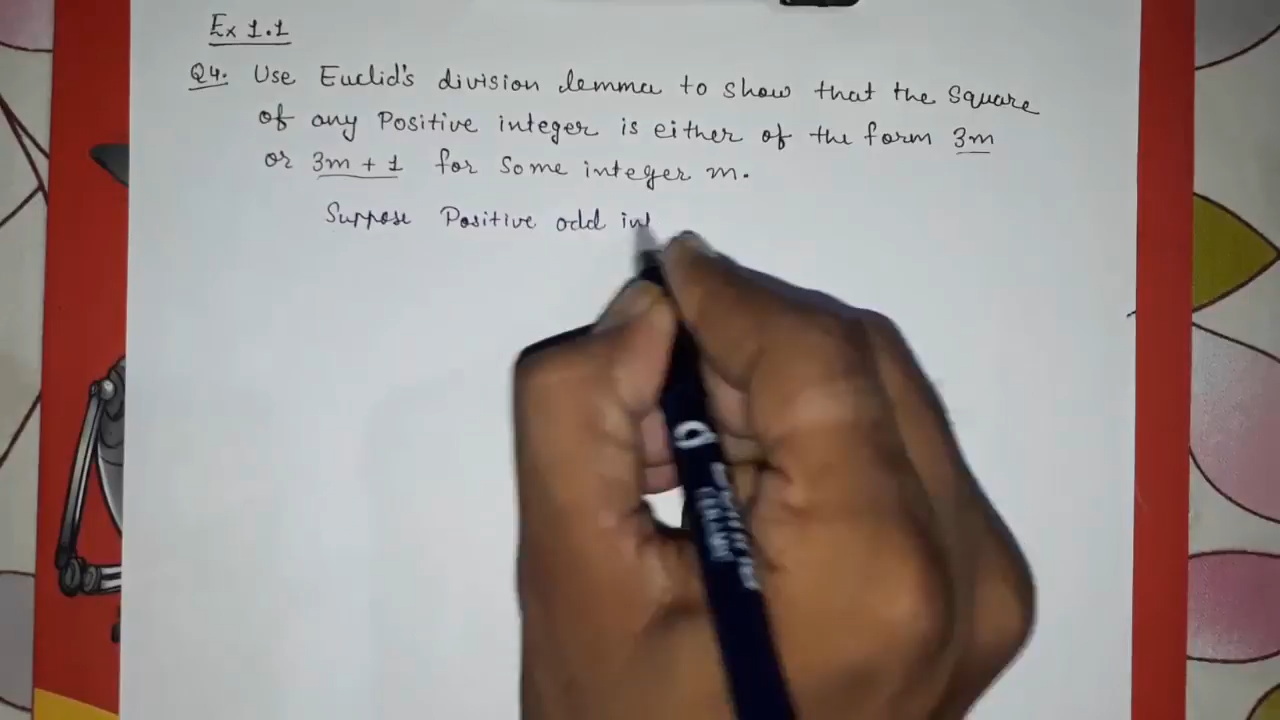 Ex 1.1
Q4. Use Euclid's division lemma to show that the square
of any Positive integer is either of the form 3m
or 3m + 1 for some integer m.
Suppose Positive odd int